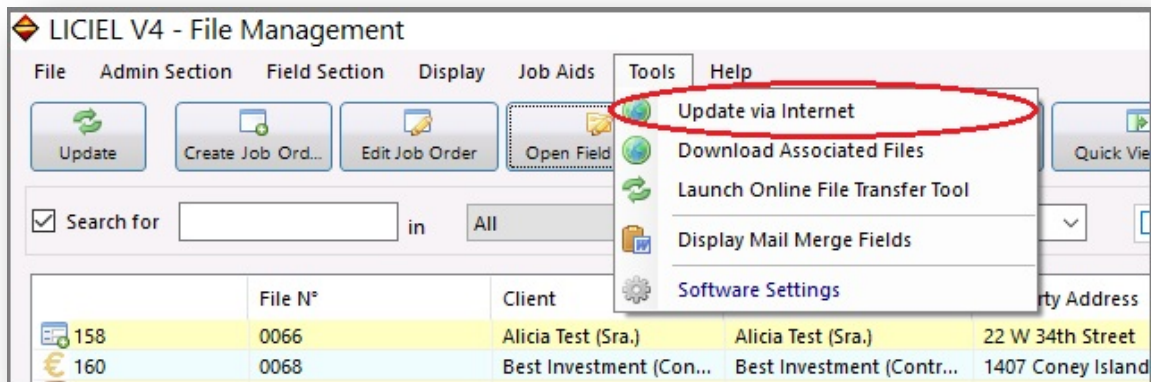 LICIEL V4 - File Management
File Admin Section Field Section Display Job Aids Tools Help
Update Create Job Ord... Edit Job Order Open Field Quick Vie
Update via Internet
Download Associated Files
Launch Online File Transfer Tool
Display Mail Merge Fields
Software Settings
Search for in All
File N° Client rty Address
158 0066 Alicia Test (Sra.) Alicia Test (Sra.) 22 W 34th Street
160 0068 Best Investment (Con... Best Investment (Contr... 1407 Coney Island